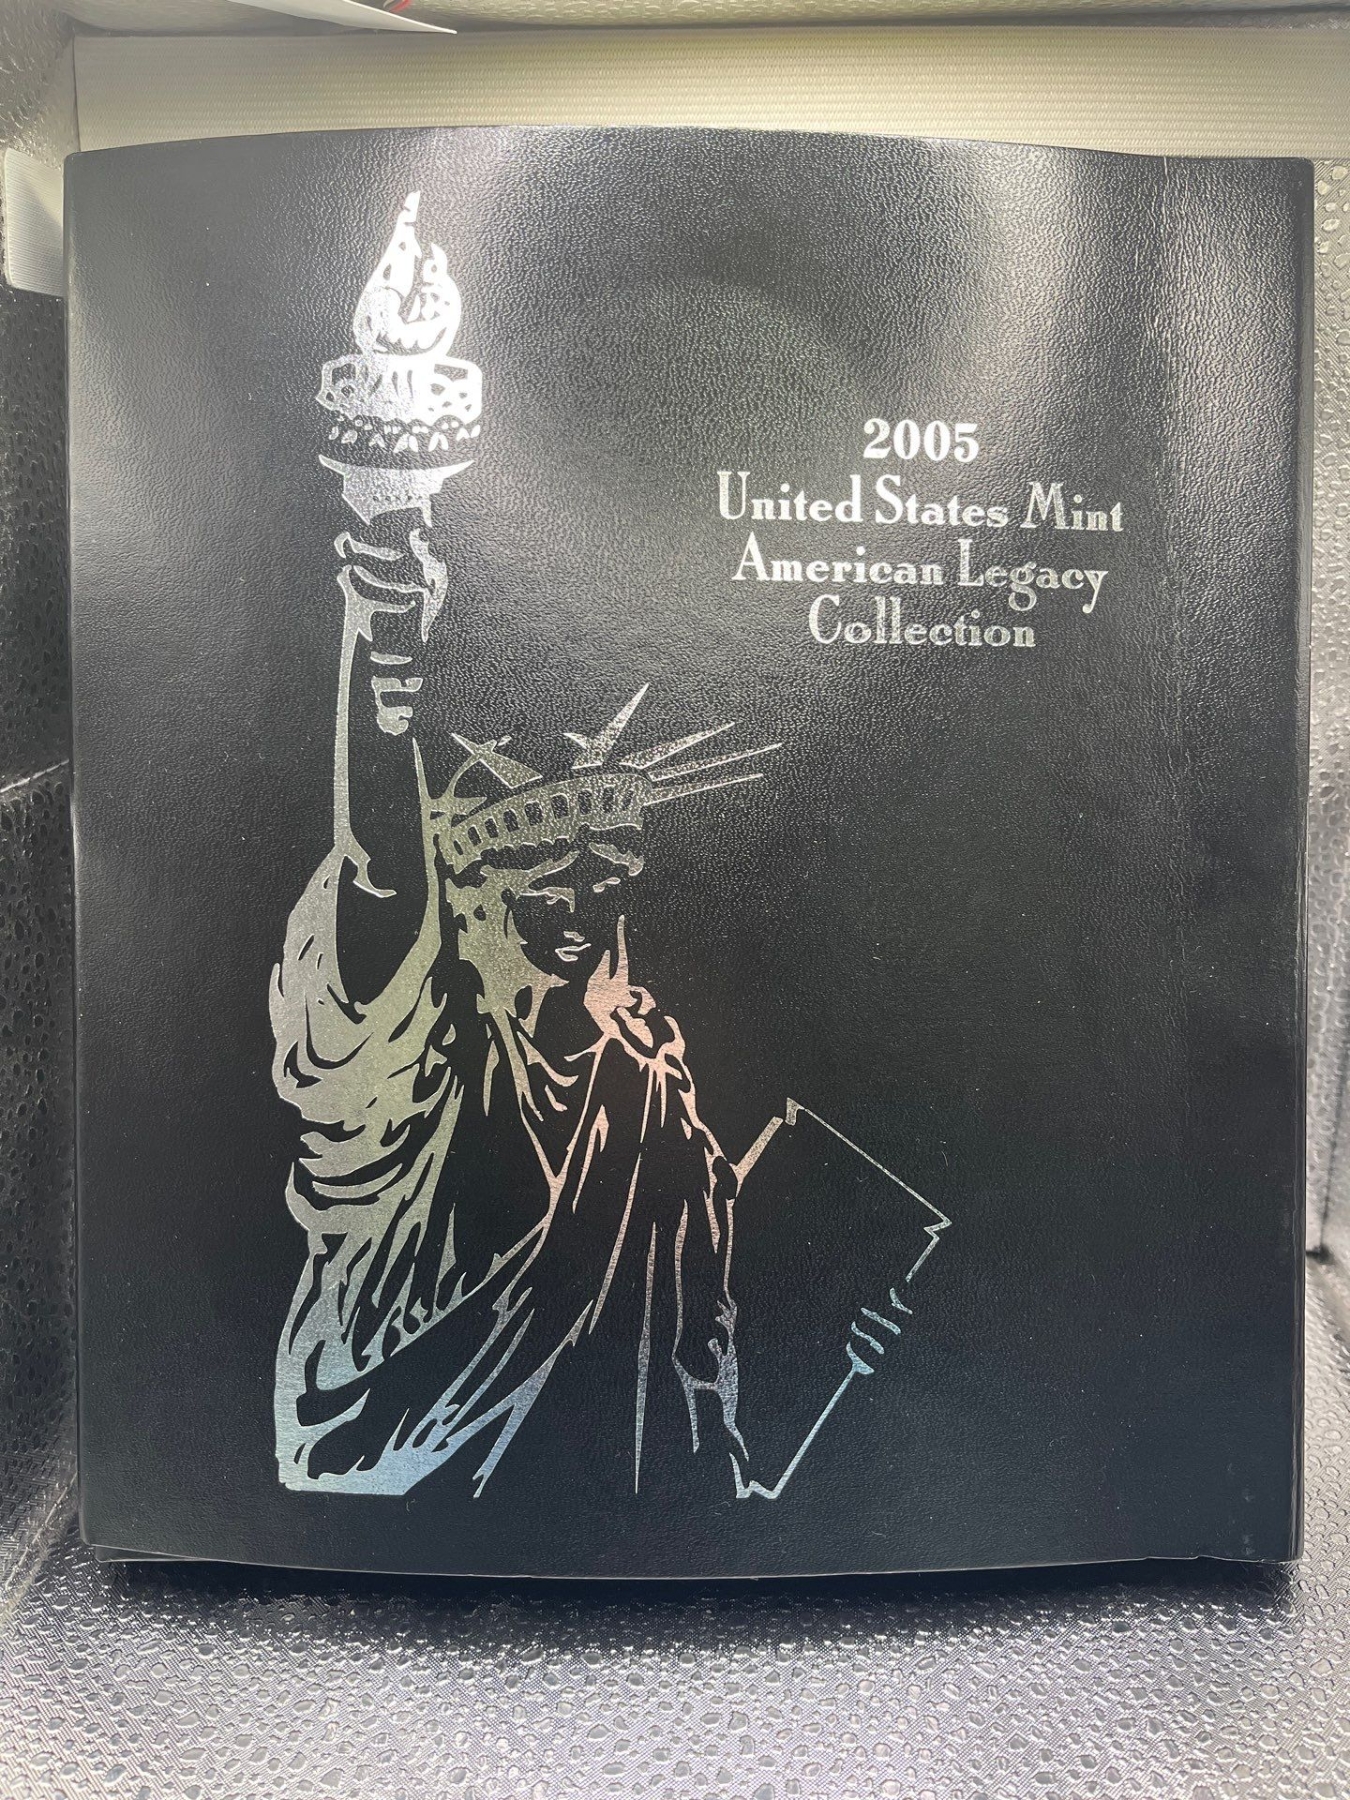 2005
United States Mint
American Legacy
Collection